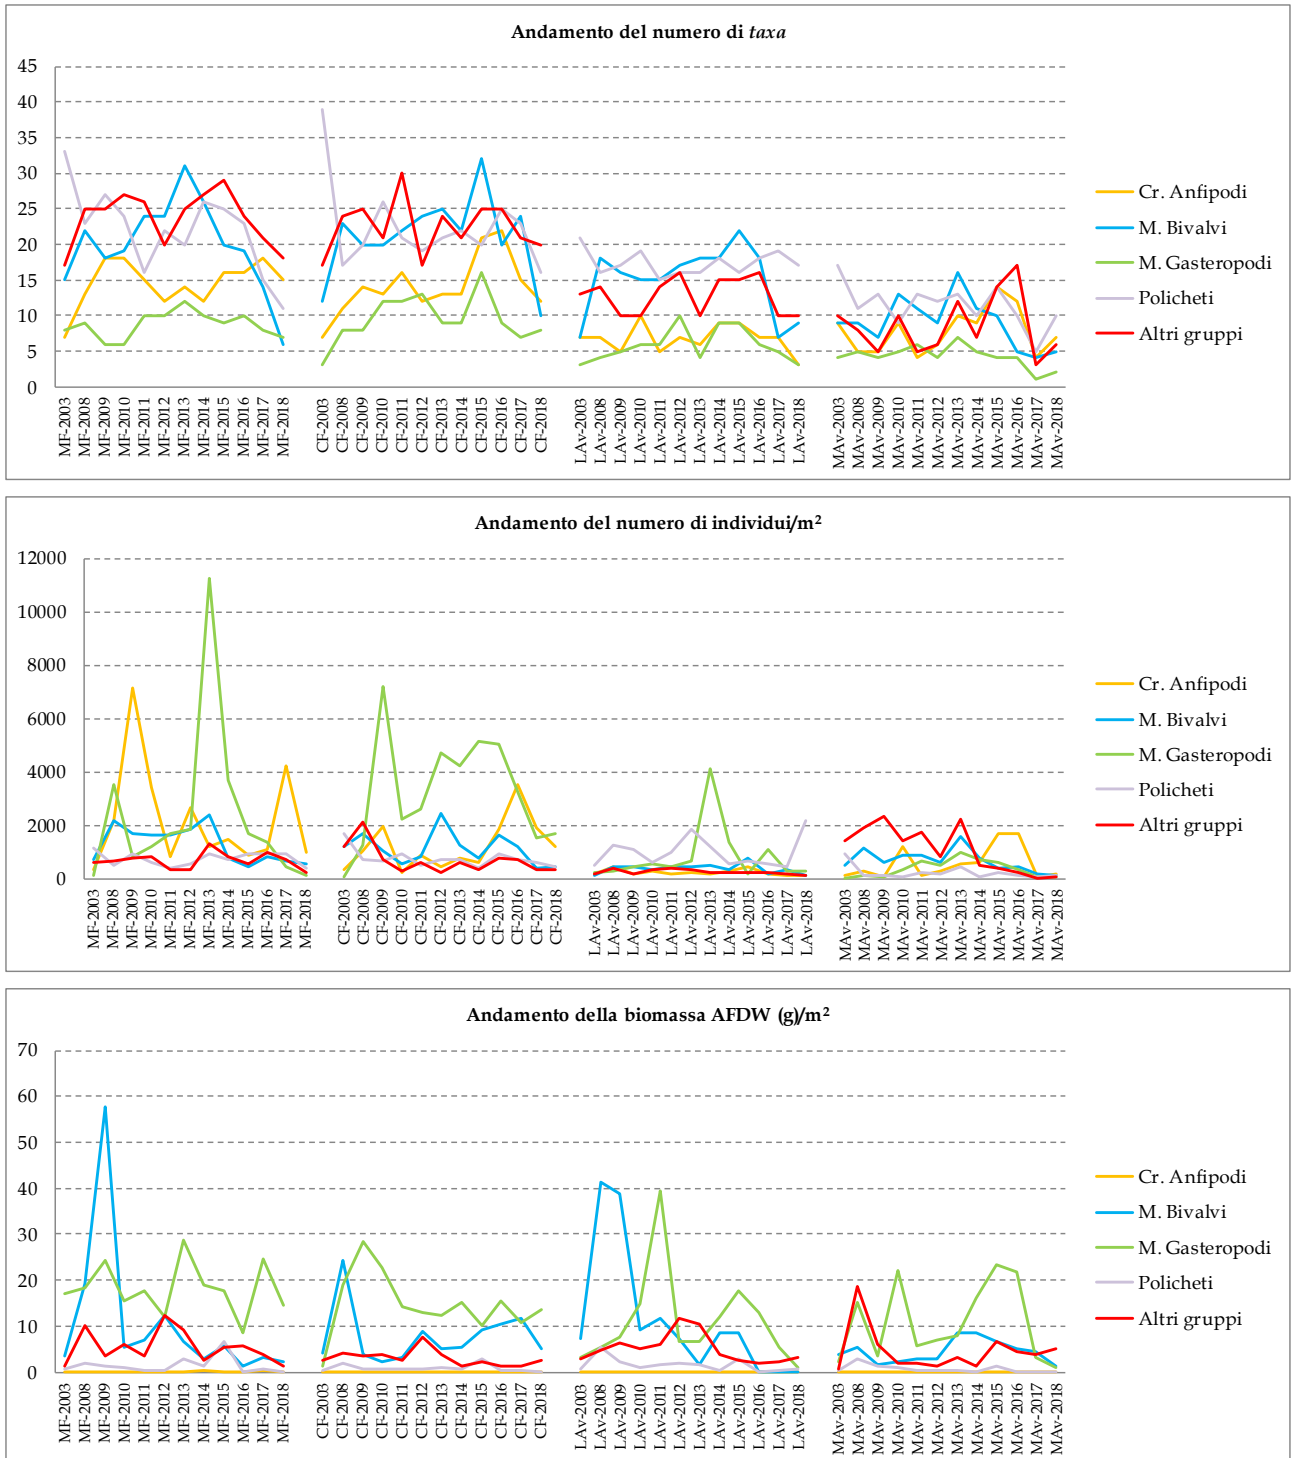 Andamento del numero di taxa
45
40
35
30
25
20
15
10
5
0
MF-2003
MF-2008
MF-2009
MF-2010
MF-2011
MF-2012
MF-2013
MF-2014
MF-2015
MF-2016
MF-2017
MF-2018
CF-2003
CF-2008
CF-2009
CF-2010
CF-2011
CF-2012
CF-2013
CF-2014
CF-2015
CF-2016
CF-2017
CF-2018
LAv-2003
LAv-2008
LAv-2009
LAv-2010
LAv-2011
LAv-2012
LAv-2013
LAv-2014
LAv-2015
LAv-2016
LAv-2017
LAv-2018
MAv-2003
MAv-2008
MAv-2009
MAv-2010
MAv-2011
MAv-2012
MAv-2013
MAv-2014
MAv-2015
MAv-2016
MAv-2017
MAv-2018
Cr. Anfipodi
M. Bivalvi
M. Gasteropodi
Policheti
Altri gruppi
Andamento del numero di individui/m²
12000
10000
8000
6000
4000
2000
0
MF-2003
MF-2008
MF-2009
MF-2010
MF-2011
MF-2012
MF-2013
MF-2014
MF-2015
MF-2016
MF-2017
MF-2018
CF-2003
CF-2008
CF-2009
CF-2010
CF-2011
CF-2012
CF-2013
CF-2014
CF-2015
CF-2016
CF-2017
CF-2018
LAv-2003
LAv-2008
LAv-2009
LAv-2010
LAv-2011
LAv-2012
LAv-2013
LAv-2014
LAv-2015
LAv-2016
LAv-2017
LAv-2018
MAv-2003
MAv-2008
MAv-2009
MAv-2010
MAv-2011
MAv-2012
MAv-2013
MAv-2014
MAv-2015
MAv-2016
MAv-2017
MAv-2018
Cr. Anfipodi
M. Bivalvi
M. Gasteropodi
Policheti
Altri gruppi
Andamento della biomassa AFDW (g)/m²
70
60
50
40
30
20
10
0
MF-2003
MF-2008
MF-2009
MF-2010
MF-2011
MF-2012
MF-2013
MF-2014
MF-2015
MF-2016
MF-2017
MF-2018
CF-2003
CF-2008
CF-2009
CF-2010
CF-2011
CF-2012
CF-2013
CF-2014
CF-2015
CF-2016
CF-2017
CF-2018
LAv-2003
LAv-2008
LAv-2009
LAv-2010
LAv-2011
LAv-2012
LAv-2013
LAv-2014
LAv-2015
LAv-2016
LAv-2017
LAv-2018
MAv-2003
MAv-2008
MAv-2009
MAv-2010
MAv-2011
MAv-2012
MAv-2013
MAv-2014
MAv-2015
MAv-2016
MAv-2017
MAv-2018
Cr. Anfipodi
M. Bivalvi
M. Gasteropodi
Policheti
Altri gruppi